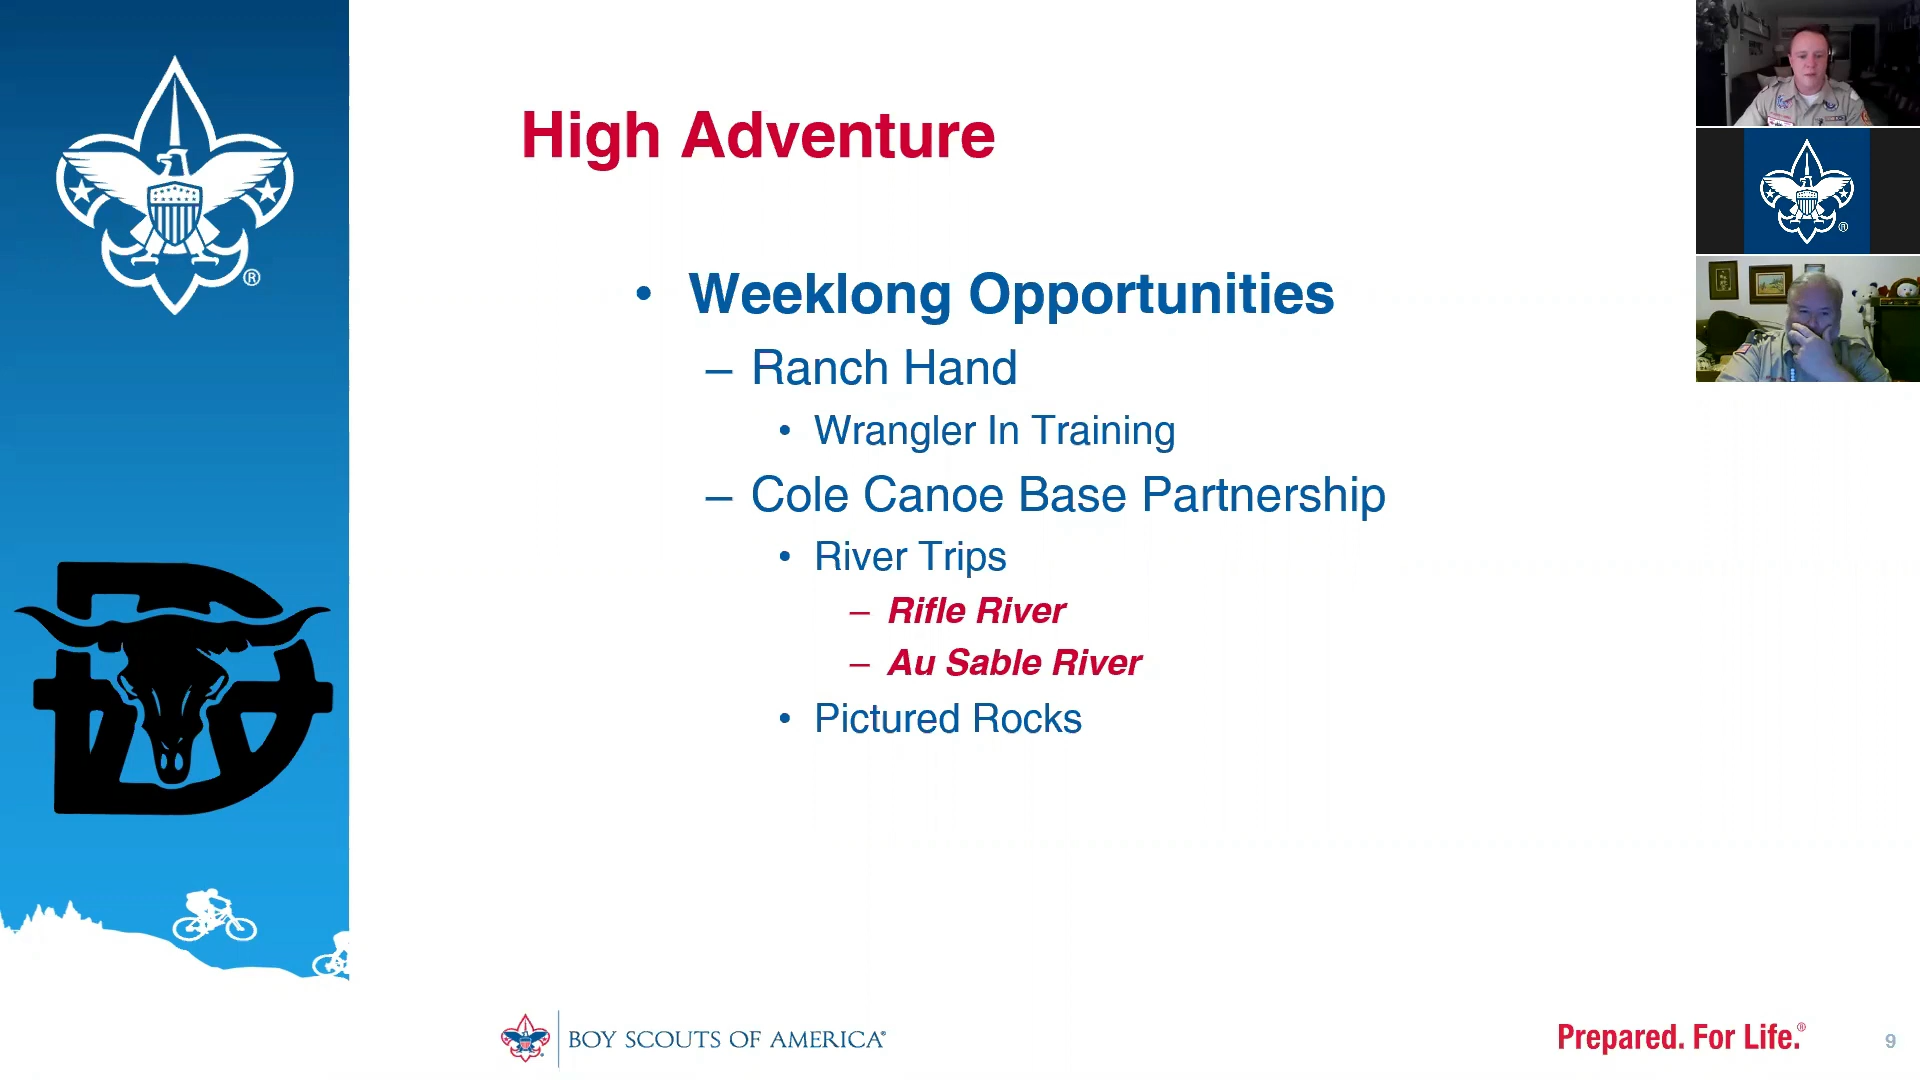 High Adventure
• Weeklong Opportunities
– Ranch Hand
• Wrangler In Training
– Cole Canoe Base Partnership
• River Trips
– Rifle River
– Au Sable River
• Pictured Rocks
BOY SCOUTS OF AMERICA®
Prepared. For Life.®
9